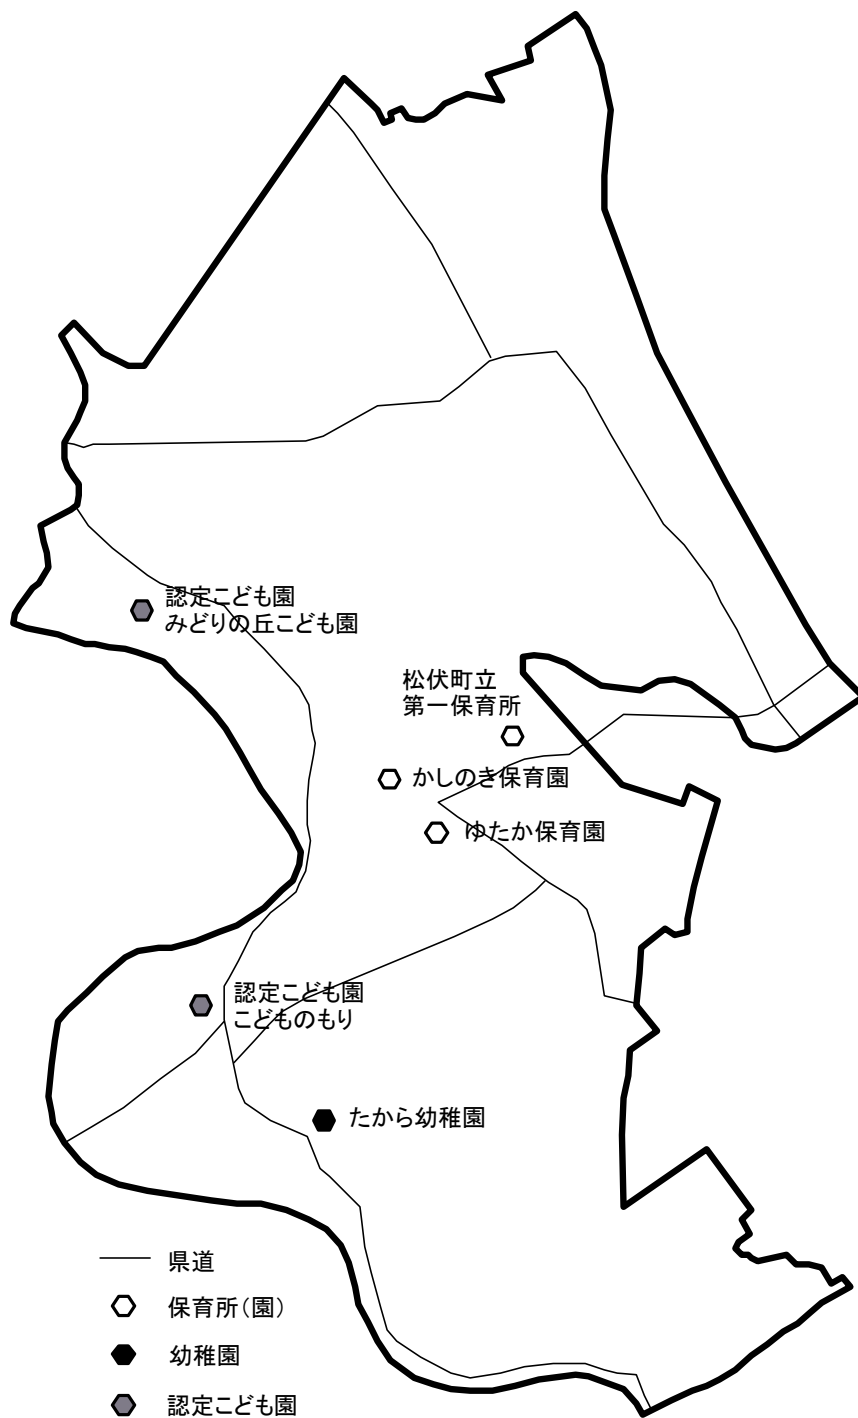 認定こども園
みどりの丘こども園
松伏町立
第一保育所
かしのき保育園
ゆたか保育園
認定こども園
こどものもり
たから幼稚園
県道
保育所（園）
幼稚園
認定こども園